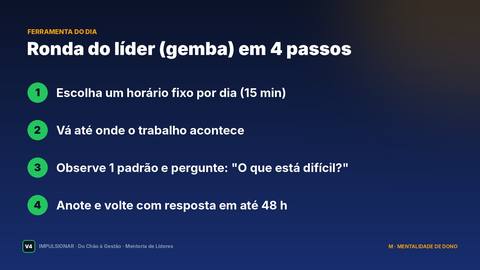 FERRAMENTA DO DIA
Ronda do líder (gemba) em 4 passos
1 Escolha um horário fixo por dia (15 min)
2 Vá até onde o trabalho acontece
3 Observe 1 padrão e pergunte: "O que está difícil?"
4 Anote e volte com resposta em até 48 h
V4 IMPULSIONAR · Do Chão à Gestão · Mentoria de Líderes
M · MENTALIDADE DE DONO